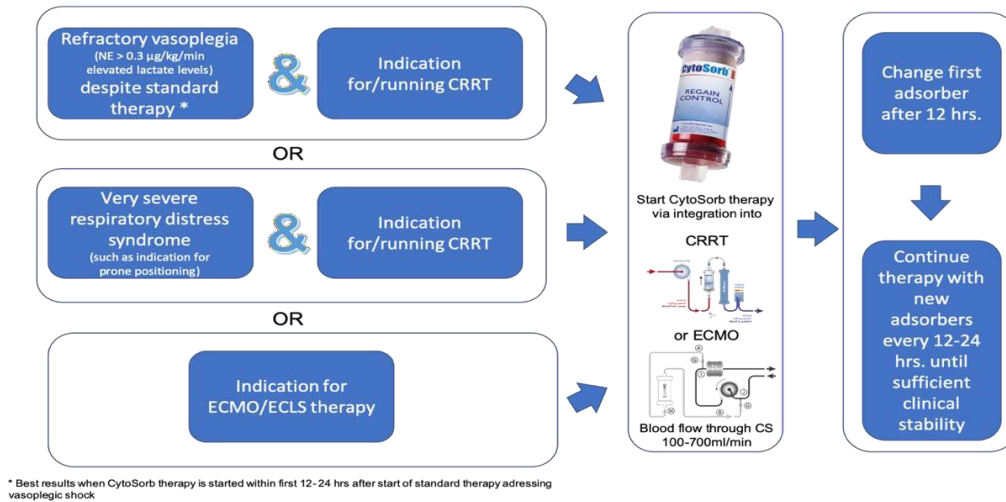 Refractory vasoplegia
(NE > 0.3 µg/kg/min
elevated lactate levels)
despite standard
therapy *
&
Indication
for/running CRRT
OR
Very severe
respiratory distress
syndrome
(such as indication for
prone positioning)
&
Indication
for/running CRRT
OR
Indication for
ECMO/ECLS therapy
CytoSorb
REGAIN
CONTROL
Start CytoSorb therapy
via integration into
CRRT
or ECMO
Blood flow through CS
100-700ml/min
Change first
adsorber
after 12 hrs.
Continue
therapy with
new
adsorbers
every 12-24
hrs. until
sufficient
clinical
stability
* Best results when CytoSorb therapy is started within first 12-24 hrs after start of standard therapy adressing
vasoplegic shock